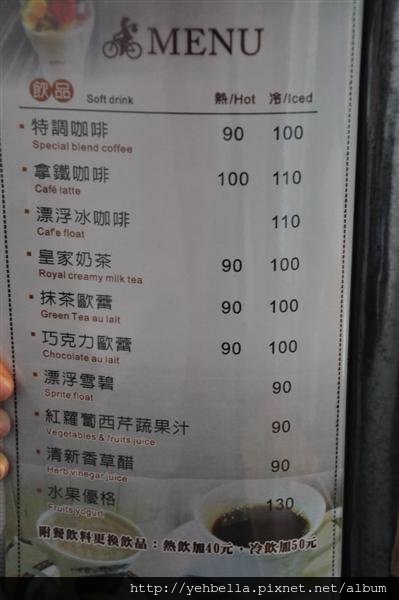 MENU
飲品 Soft drink 熱/Hot 冷/Iced
特調咖啡 90 100
Special blend coffee
拿鐵咖啡 100 110
Café latte
漂浮冰咖啡 110
Caf'e float
皇家奶茶 90 100
Royal creamy milk tea
抹茶歐蕾 90 100
Green Tea au lait
巧克力歐蕾 90 100
Chocolate au lait
漂浮雪碧 90
Sprite float
紅蘿蔔西芹蔬果汁 90
Vegetables & fruits juice
清新香草醋 90
Herb vinegar juice
水果優格 130
Fruits yogurt
附餐飲料更換飲品：熱飲加40元，冷飲加50元
http://yehbella.pixnet.net/album